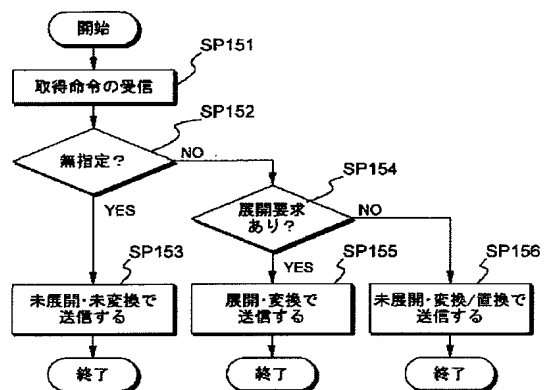 開始
SP151
取得命令の受信
SP152
無指定?
NO
YES
SP154
展開要求
あり?
NO
YES
SP153
未展開・未変換で
送信する
SP155
展開・変換で
送信する
SP156
未展開・変換/置換で
送信する
終了
終了
終了